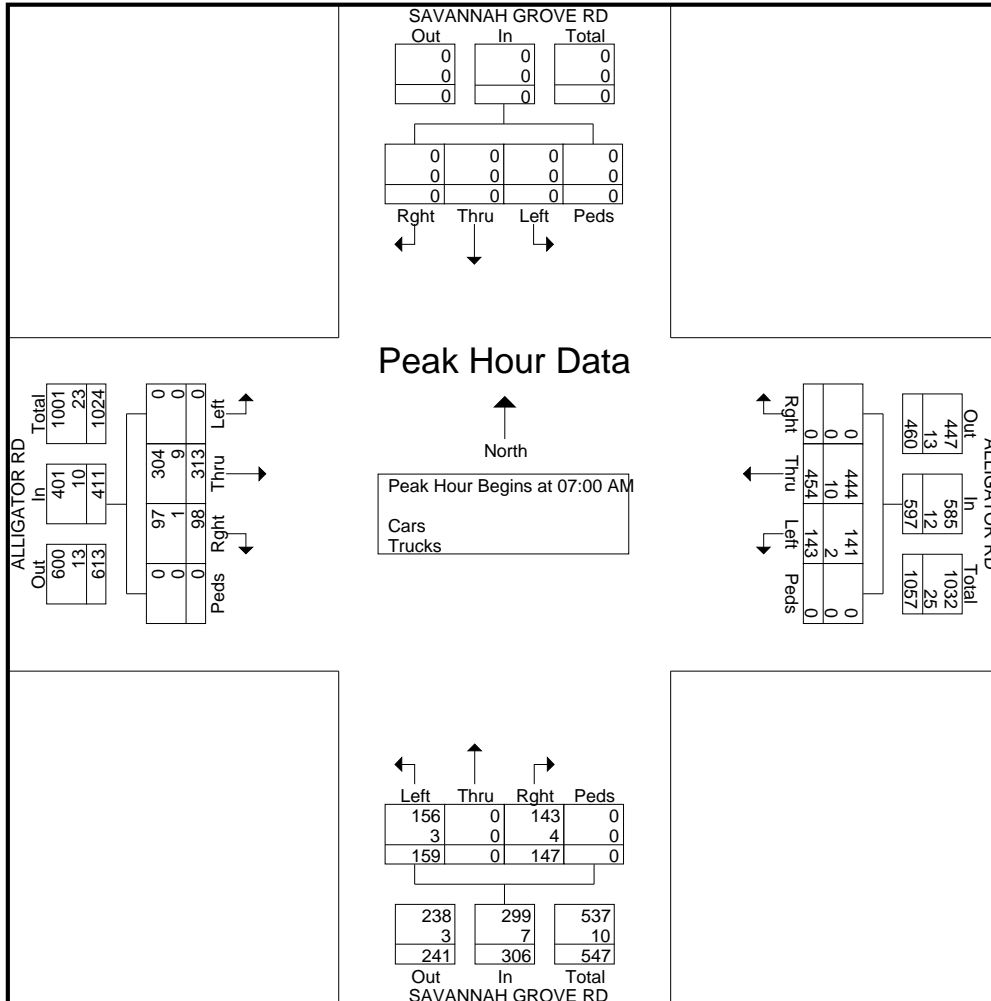 SAVANNAH GROVE RD
Out In Total
0 0 0
0 0 0
0 0 0
0 0 0 0
0 0 0 0
0 0 0 0
Rght Thru Left Peds
Peak Hour Data
North
Peak Hour Begins at 07:00 AM
Cars
Trucks
ALLIGATOR RD
Out In Total
600 401 1001
13 10 23
613 411 1024
0 97 304 0
0 1 9 0
0 98 313 0
Peds Rght Thru Left
ALLIGATOR RD
Out In Total
447 585 1032
13 12 25
460 597 1057
0 444 141 0
0 10 2 0
0 454 143 0
Rght Thru Left Peds
Left Thru Rght Peds
156 0 143 0
3 0 4 0
159 0 147 0
238 299 537
3 7 10
241 306 547
Out In Total
SAVANNAH GROVE RD